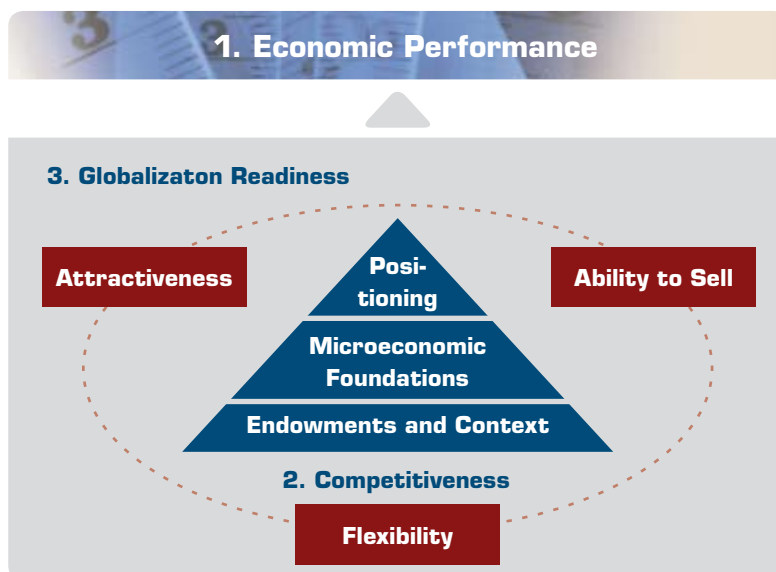 1. Economic Performance
3. Globalizaton Readiness
Attractiveness
Posi-
tioning
Ability to Sell
Microeconomic
Foundations
Endowments and Context
2. Competitiveness
Flexibility